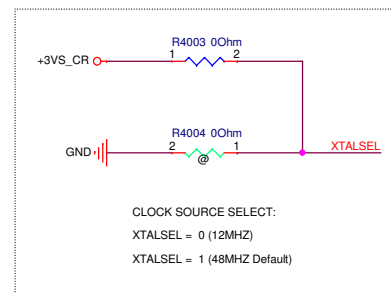 R4003 0Ohm
+3VS_CR 1 2
R4004 0Ohm
GND 2 1 XTALSEL
@
CLOCK SOURCE SELECT:
XTALSEL = 0 (12MHZ)
XTALSEL = 1 (48MHZ Default)